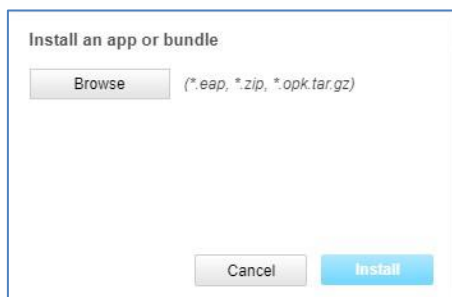 Install an app or bundle
Browse (*.eap, *.zip, *.opk.tar.gz)
Cancel Install